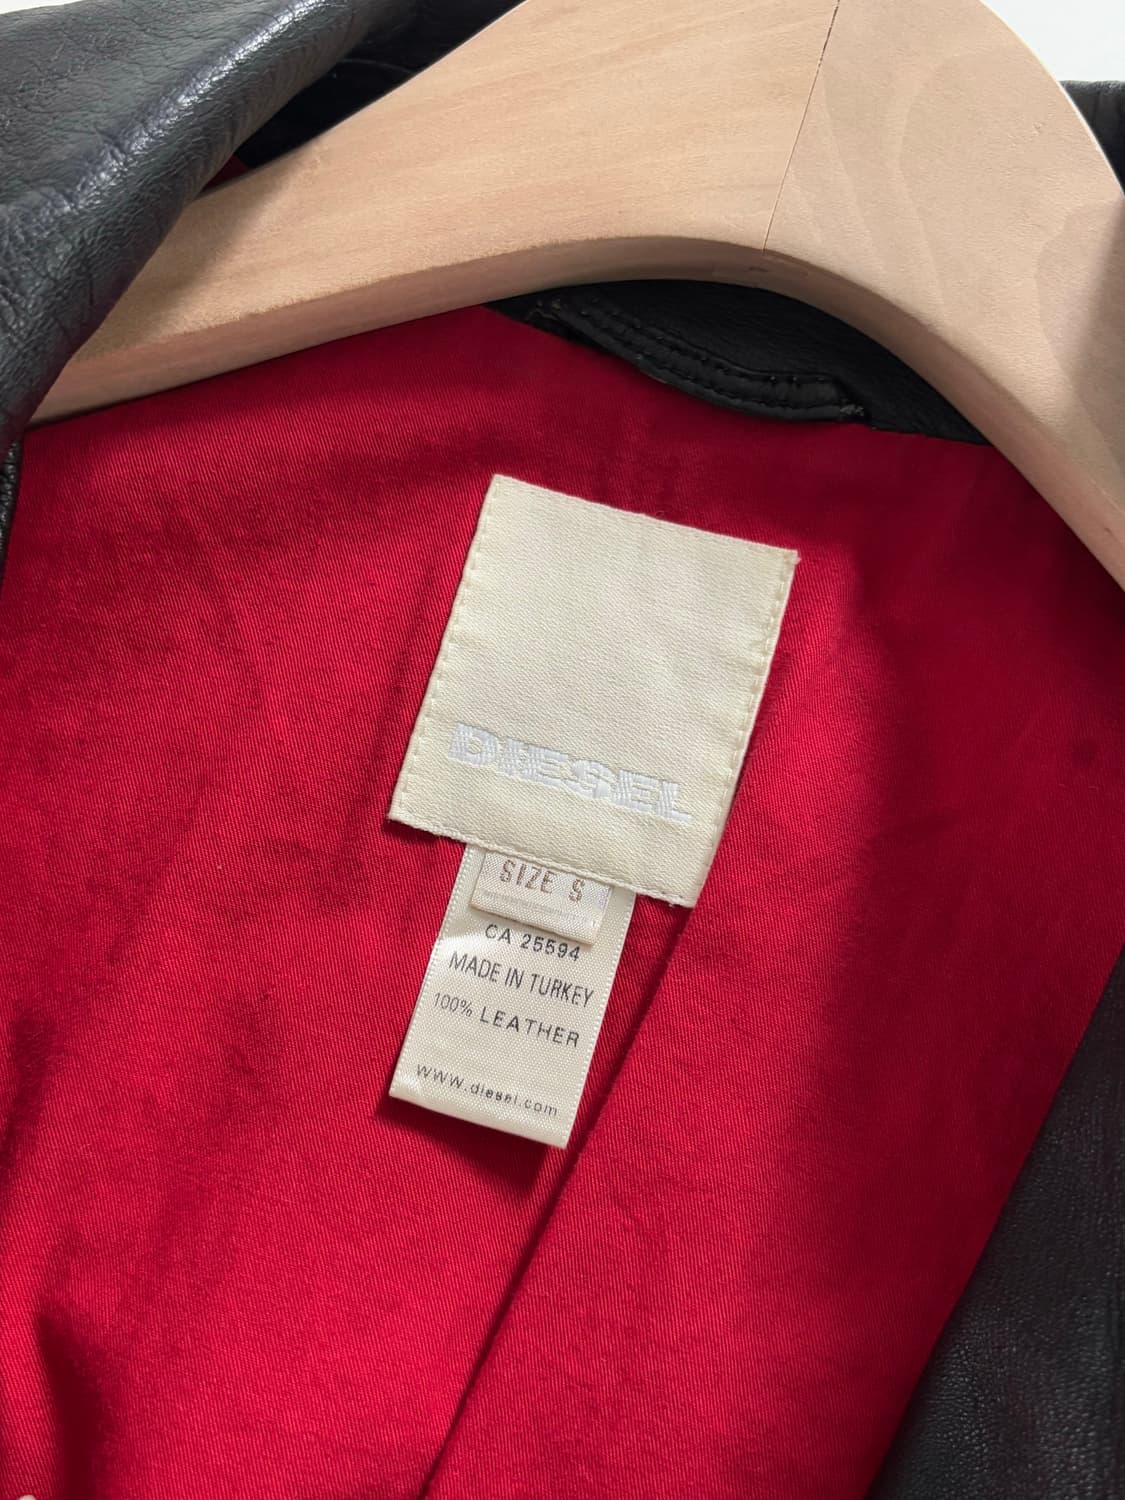 DIESEL
SIZE S
CA 25594
MADE IN TURKEY
100% LEATHER
www.diesel.com